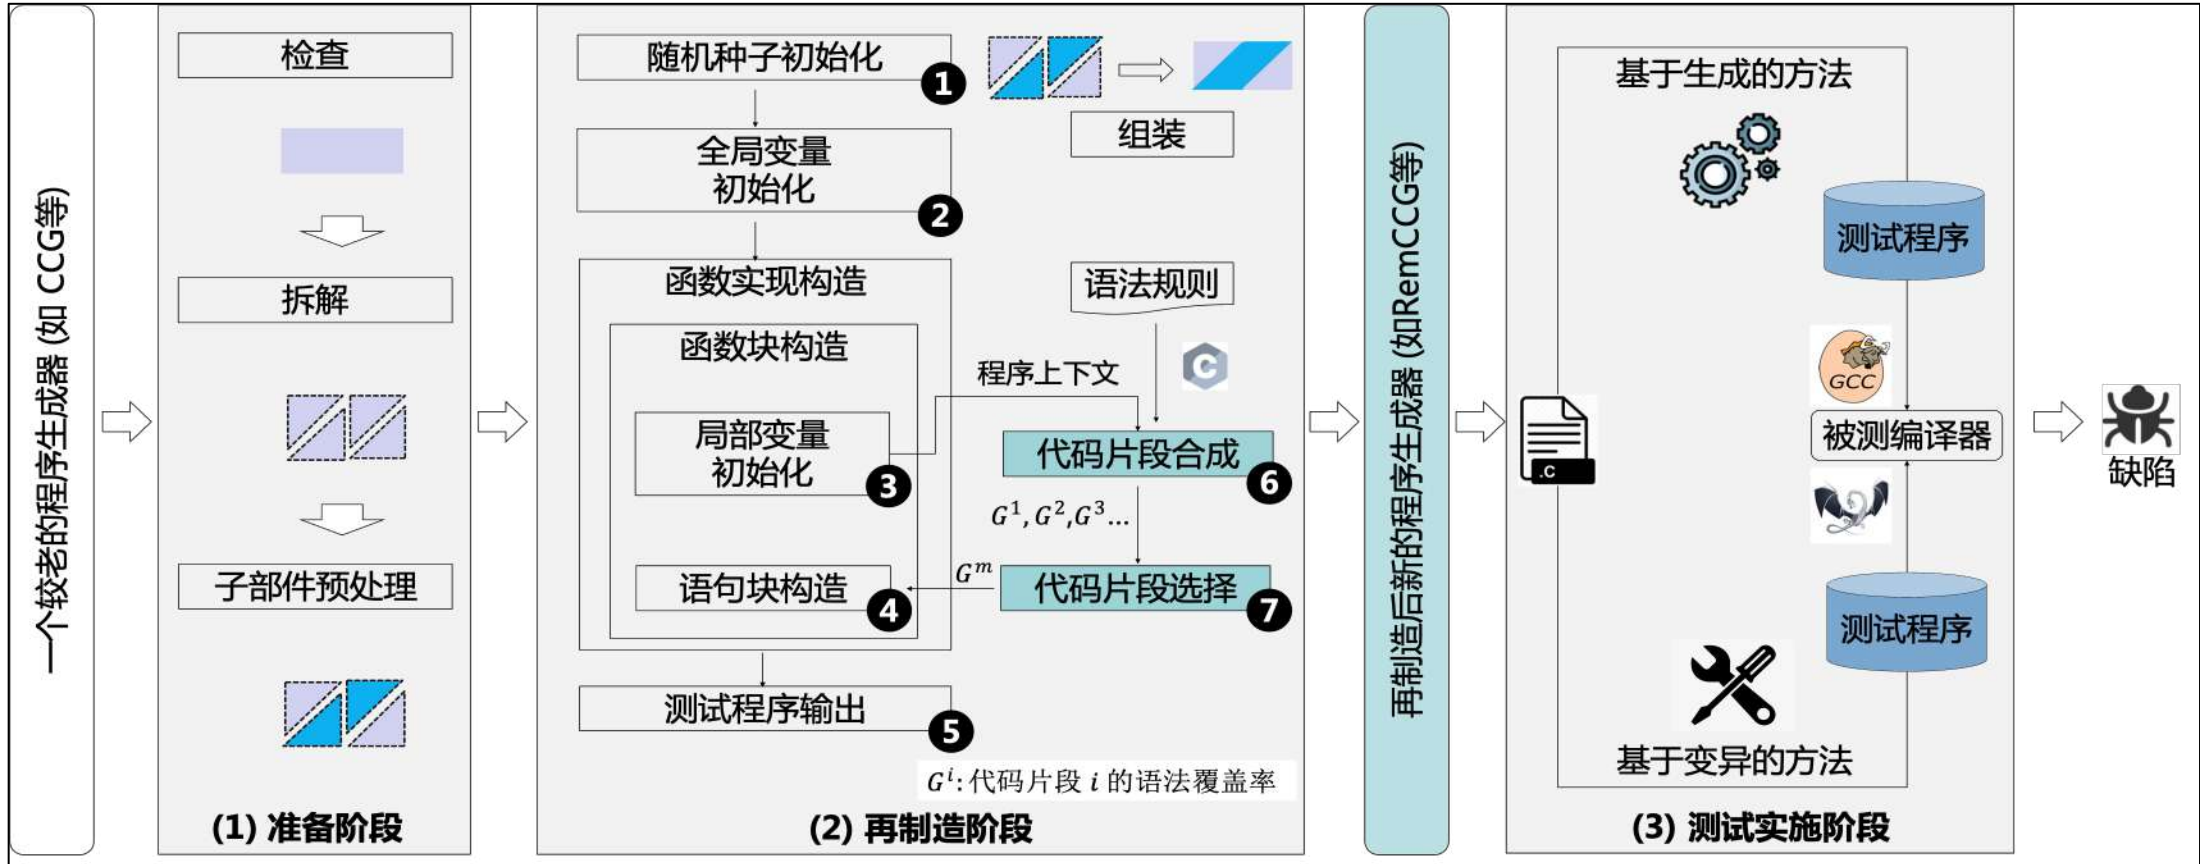 一个较老的程序生成器 (如 CCG等)
检查
拆解
子部件预处理
(1) 准备阶段
随机种子初始化
1
组装
全局变量
初始化
2
函数实现构造
函数块构造
语法规则
C
程序上下文
局部变量
初始化
3
代码片段合成
6
G¹, G²,G³...
语句块构造
4
Gᵐ
代码片段选择
7
测试程序输出
5
Gⁱ: 代码片段 i 的语法覆盖率
(2) 再制造阶段
再制造后新的程序生成器 (如RemCCG等)
基于生成的方法
测试程序
GCC
被测编译器
.C
测试程序
基于变异的方法
(3) 测试实施阶段
缺陷